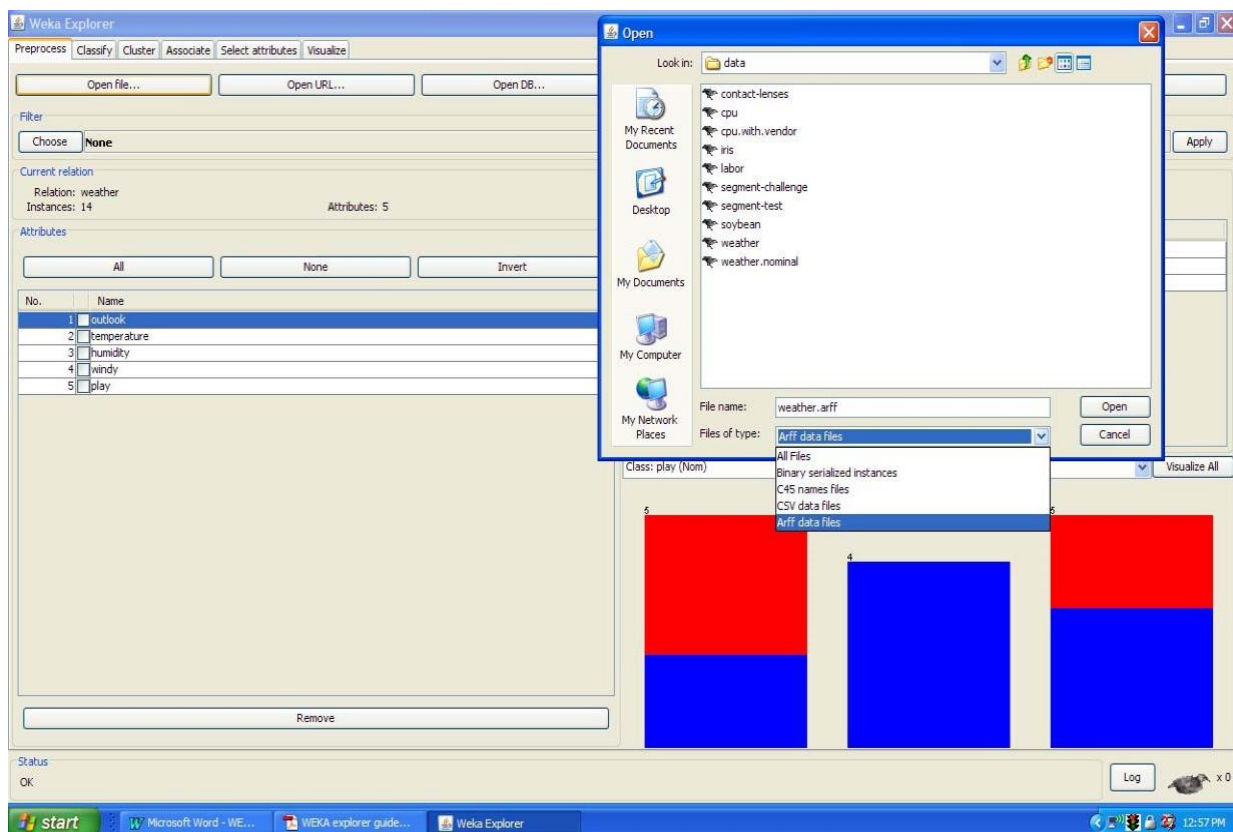 Weka Explorer
Preprocess Classify Cluster Associate Select attributes Visualize
Open file... Open URL... Open DB...
Filter
Choose None Apply
Current relation
Relation: weather
Instances: 14 Attributes: 5
Attributes
All None Invert
No. Name
1 outlook
2 temperature
3 humidity
4 windy
5 play
Remove
Open
Look in: data
My Recent Documents
Desktop
My Documents
My Computer
My Network Places
contact-lenses
cpu
cpu.with.vendor
iris
labor
segment-challenge
segment-test
soybean
weather
weather.nominal
File name: weather.arff Open
Files of type: Arff data files Cancel
All Files
Binary serialized instances
C45 names files
CSV data files
Arff data files
Class: play (Nom) Visualize All
5 4 5
Status
OK Log x 0
start Microsoft Word - WE... WEKA explorer guide... Weka Explorer 12:57 PM